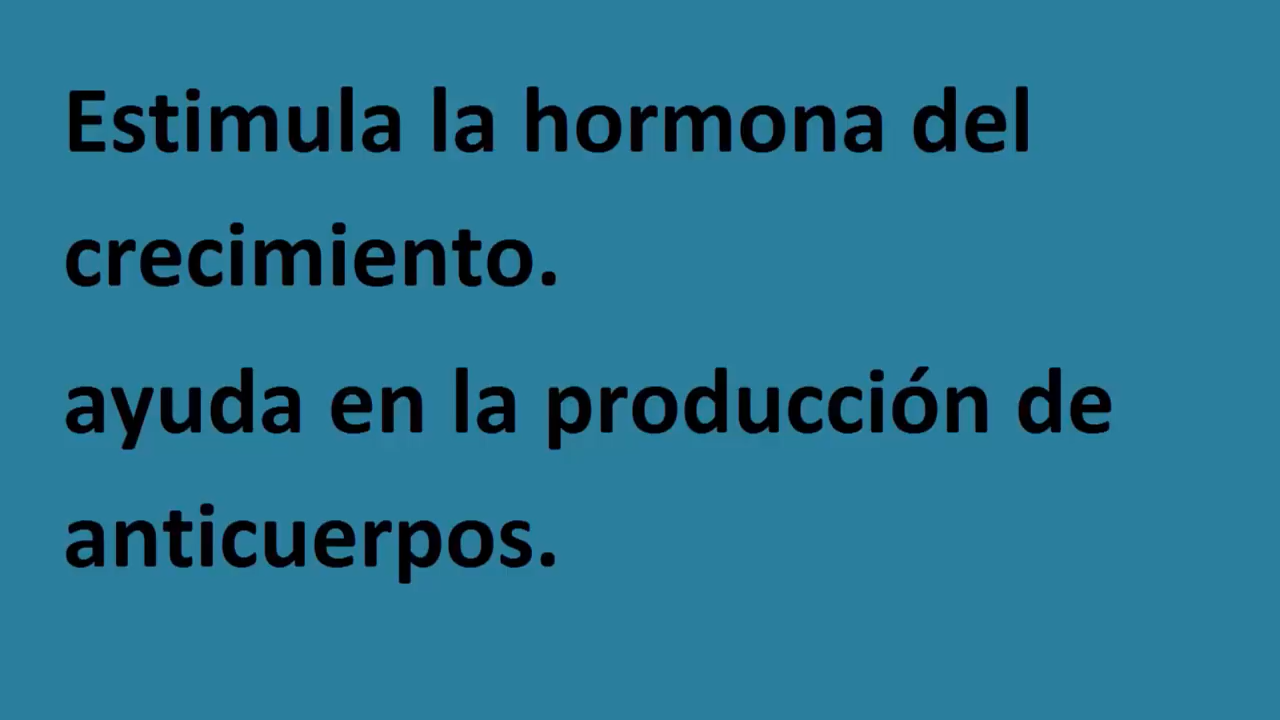 Estimula la hormona del
crecimiento.
ayuda en la producción de
anticuerpos.